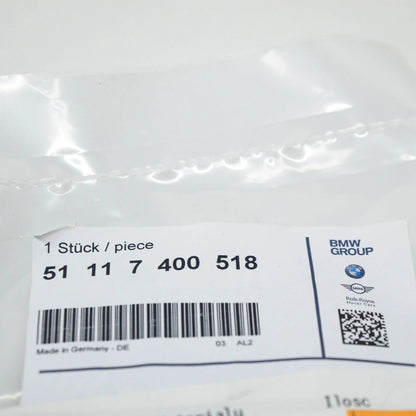 1 Stück / piece
51 11 7 400 518
Made in Germany - DE
03 AL2
BMW
GROUP
Rolls-Royce
Motor Cars
Ilosc